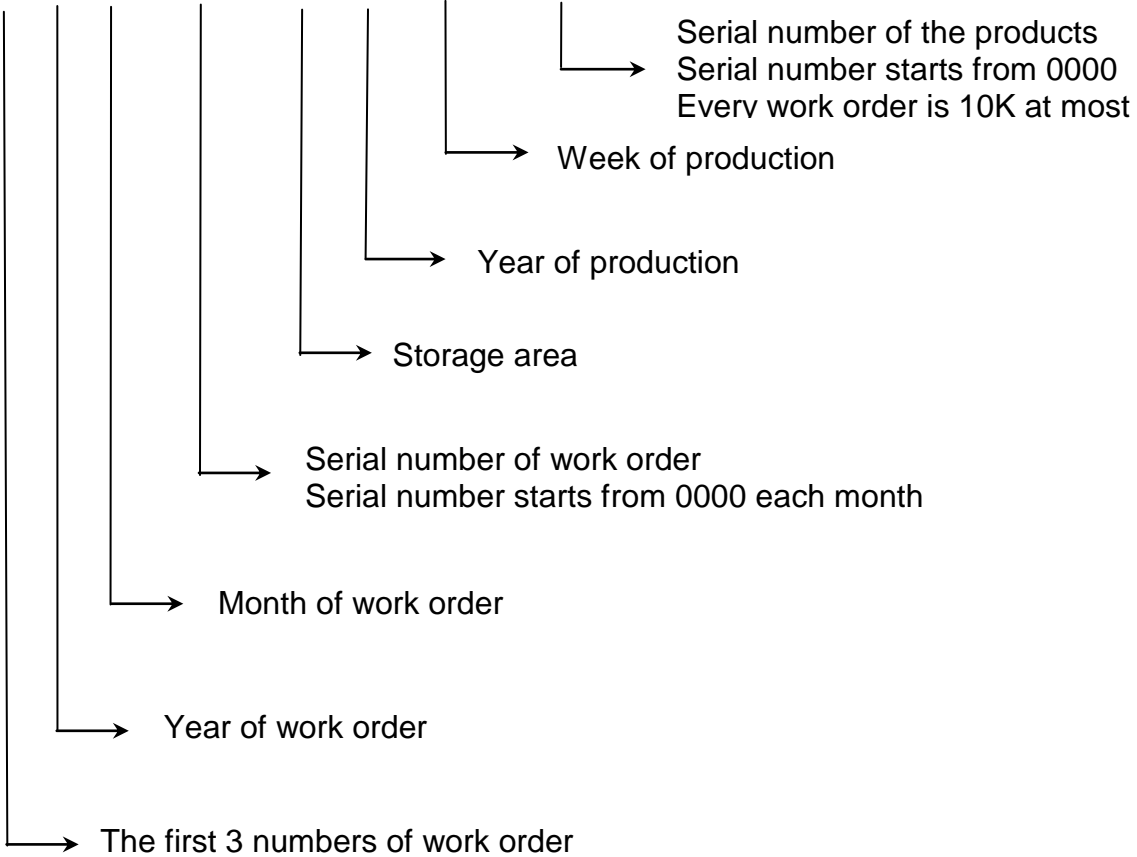 Serial number of the products
Serial number starts from 0000
Every work order is 10K at most
Week of production
Year of production
Storage area
Serial number of work order
Serial number starts from 0000 each month
Month of work order
Year of work order
The first 3 numbers of work order